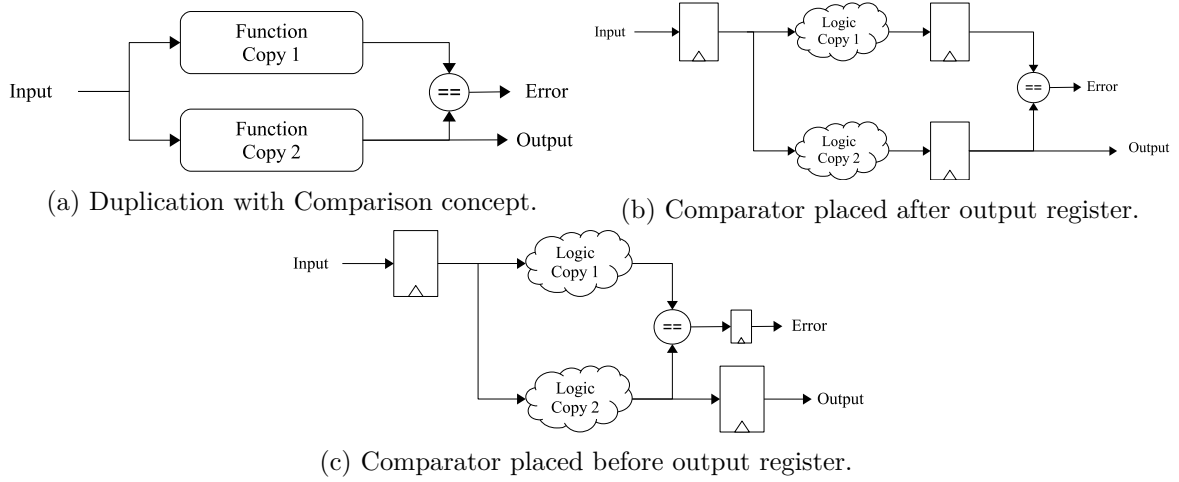 Input
Function
Copy 1
Function
Copy 2
==
Error
Output
(a) Duplication with Comparison concept.
Input
Logic
Copy 1
Logic
Copy 2
==
Error
Output
(b) Comparator placed after output register.
Input
Logic
Copy 1
Logic
Copy 2
==
Error
Output
(c) Comparator placed before output register.